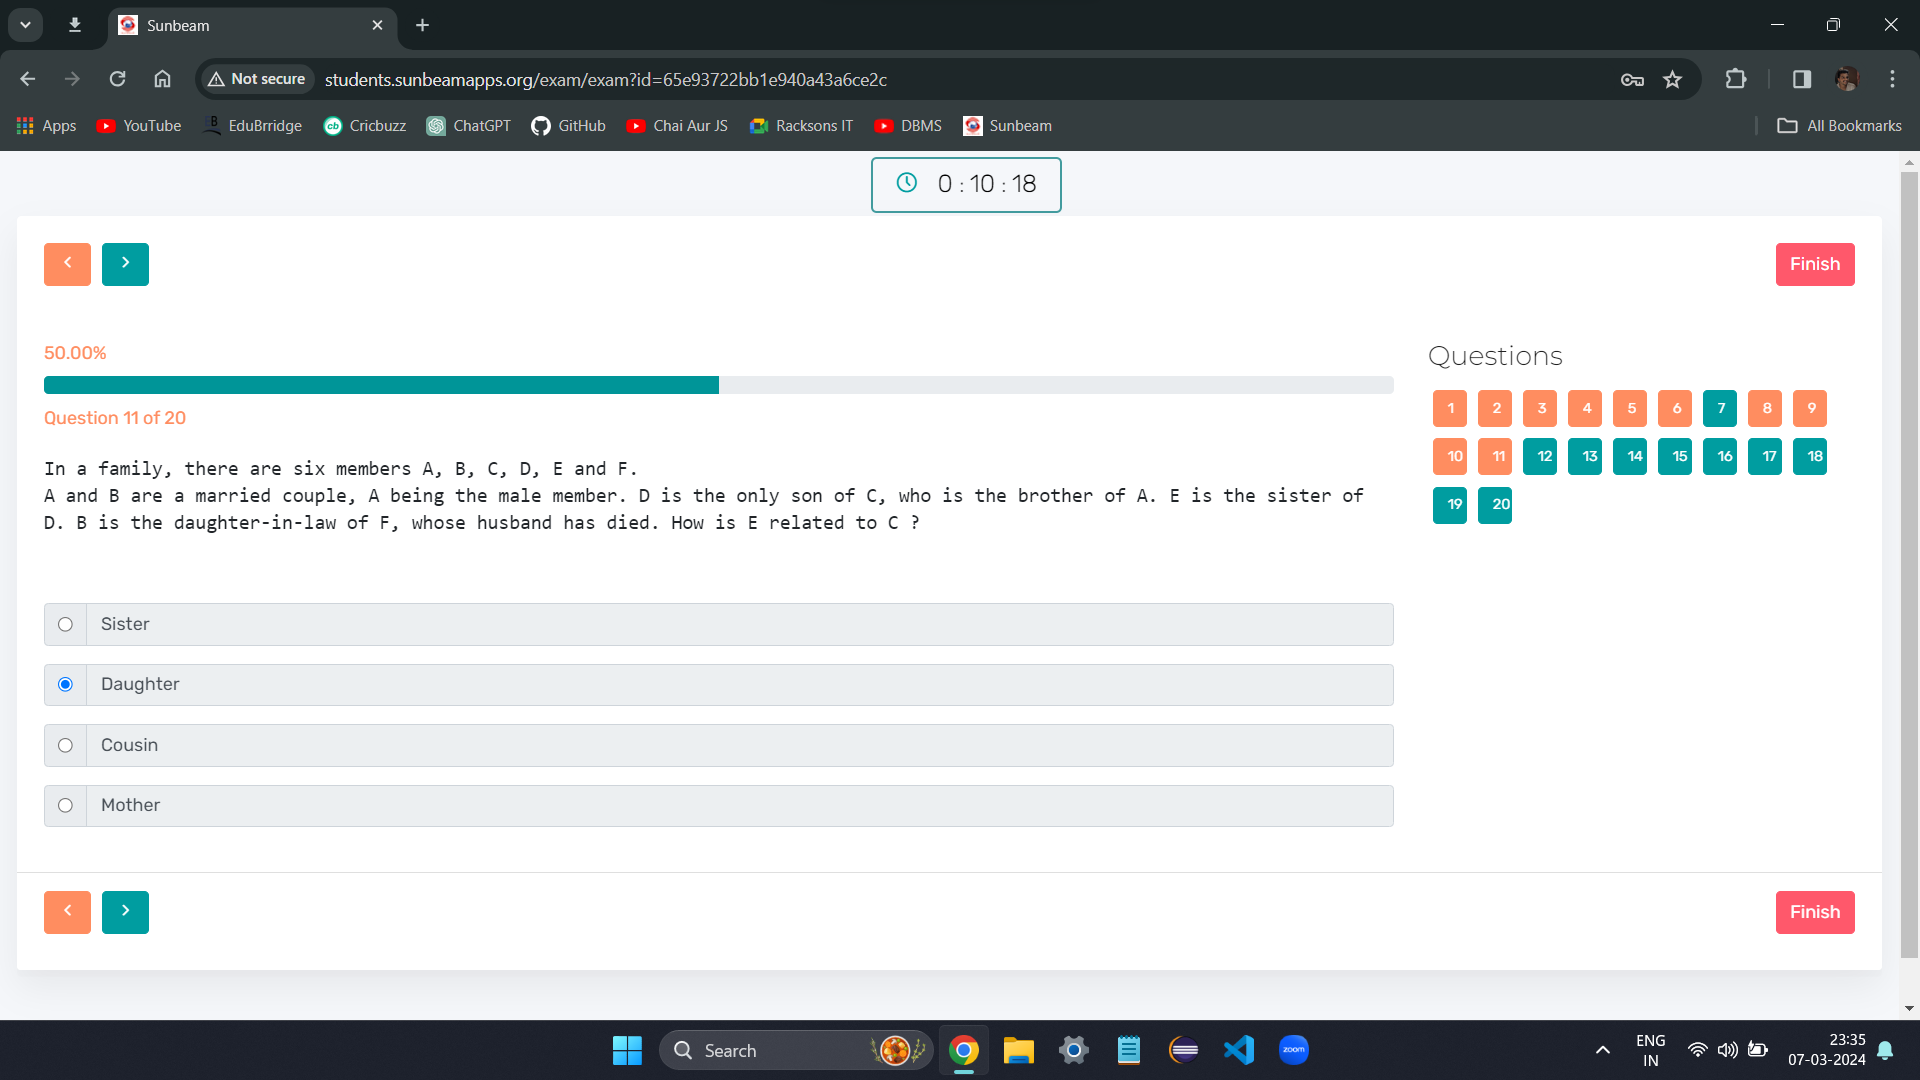 Sunbeam
Not secure
students.sunbeamapps.org/exam/exam?id=65e93722bb1e940a43a6ce2c
Apps YouTube EduBrridge Cricbuzz ChatGPT GitHub Chai Aur JS Racksons IT DBMS Sunbeam All Bookmarks
0 : 10 : 18
Finish
50.00%
Question 11 of 20
In a family, there are six members A, B, C, D, E and F.
A and B are a married couple, A being the male member. D is the only son of C, who is the brother of A. E is the sister of
D. B is the daughter-in-law of F, whose husband has died. How is E related to C ?
Sister
Daughter
Cousin
Mother
Questions
1 2 3 4 5 6 7 8 9
10 11 12 13 14 15 16 17 18
19 20
Finish
Search
zoom
ENG
IN
23:35
07-03-2024